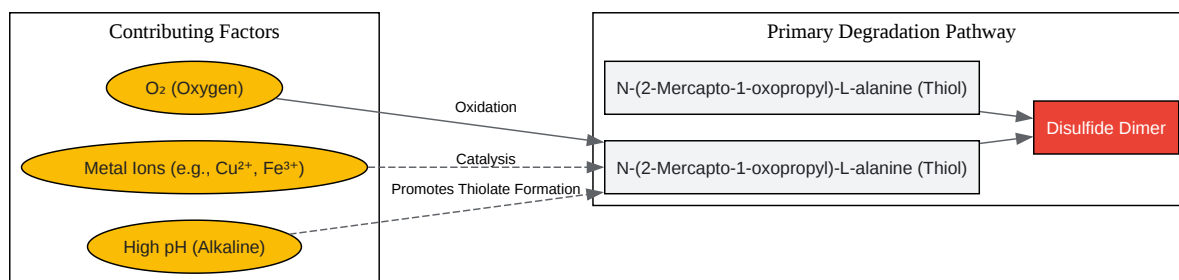 Contributing Factors
O₂ (Oxygen)
Metal Ions (e.g., Cu²⁺, Fe³⁺)
High pH (Alkaline)
Oxidation
Catalysis
Promotes Thiolate Formation
Primary Degradation Pathway
N-(2-Mercapto-1-oxopropyl)-L-alanine (Thiol)
N-(2-Mercapto-1-oxopropyl)-L-alanine (Thiol)
Disulfide Dimer